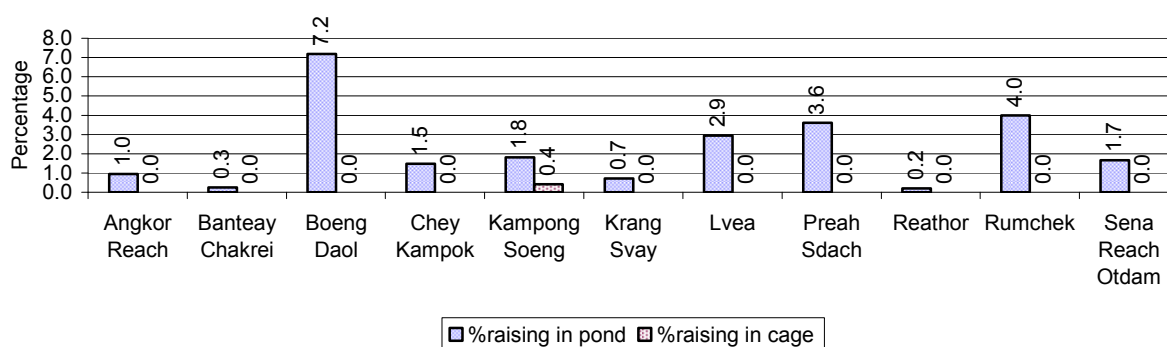 Percentage
8.0
7.0
6.0
5.0
4.0
3.0
2.0
1.0
0.0
1.0 0.0
0.3 0.0
7.2 0.0
1.5 0.0
1.8 0.4
0.7 0.0
2.9 0.0
3.6 0.0
0.2 0.0
4.0 0.0
1.7 0.0
Angkor
Reach
Banteay
Chakrei
Boeng
Daol
Chey
Kampok
Kampong
Soeng
Krang
Svay
Lvea
Preah
Sdach
Reathor
Rumchek
Sena
Reach
Otdam
%raising in pond %raising in cage